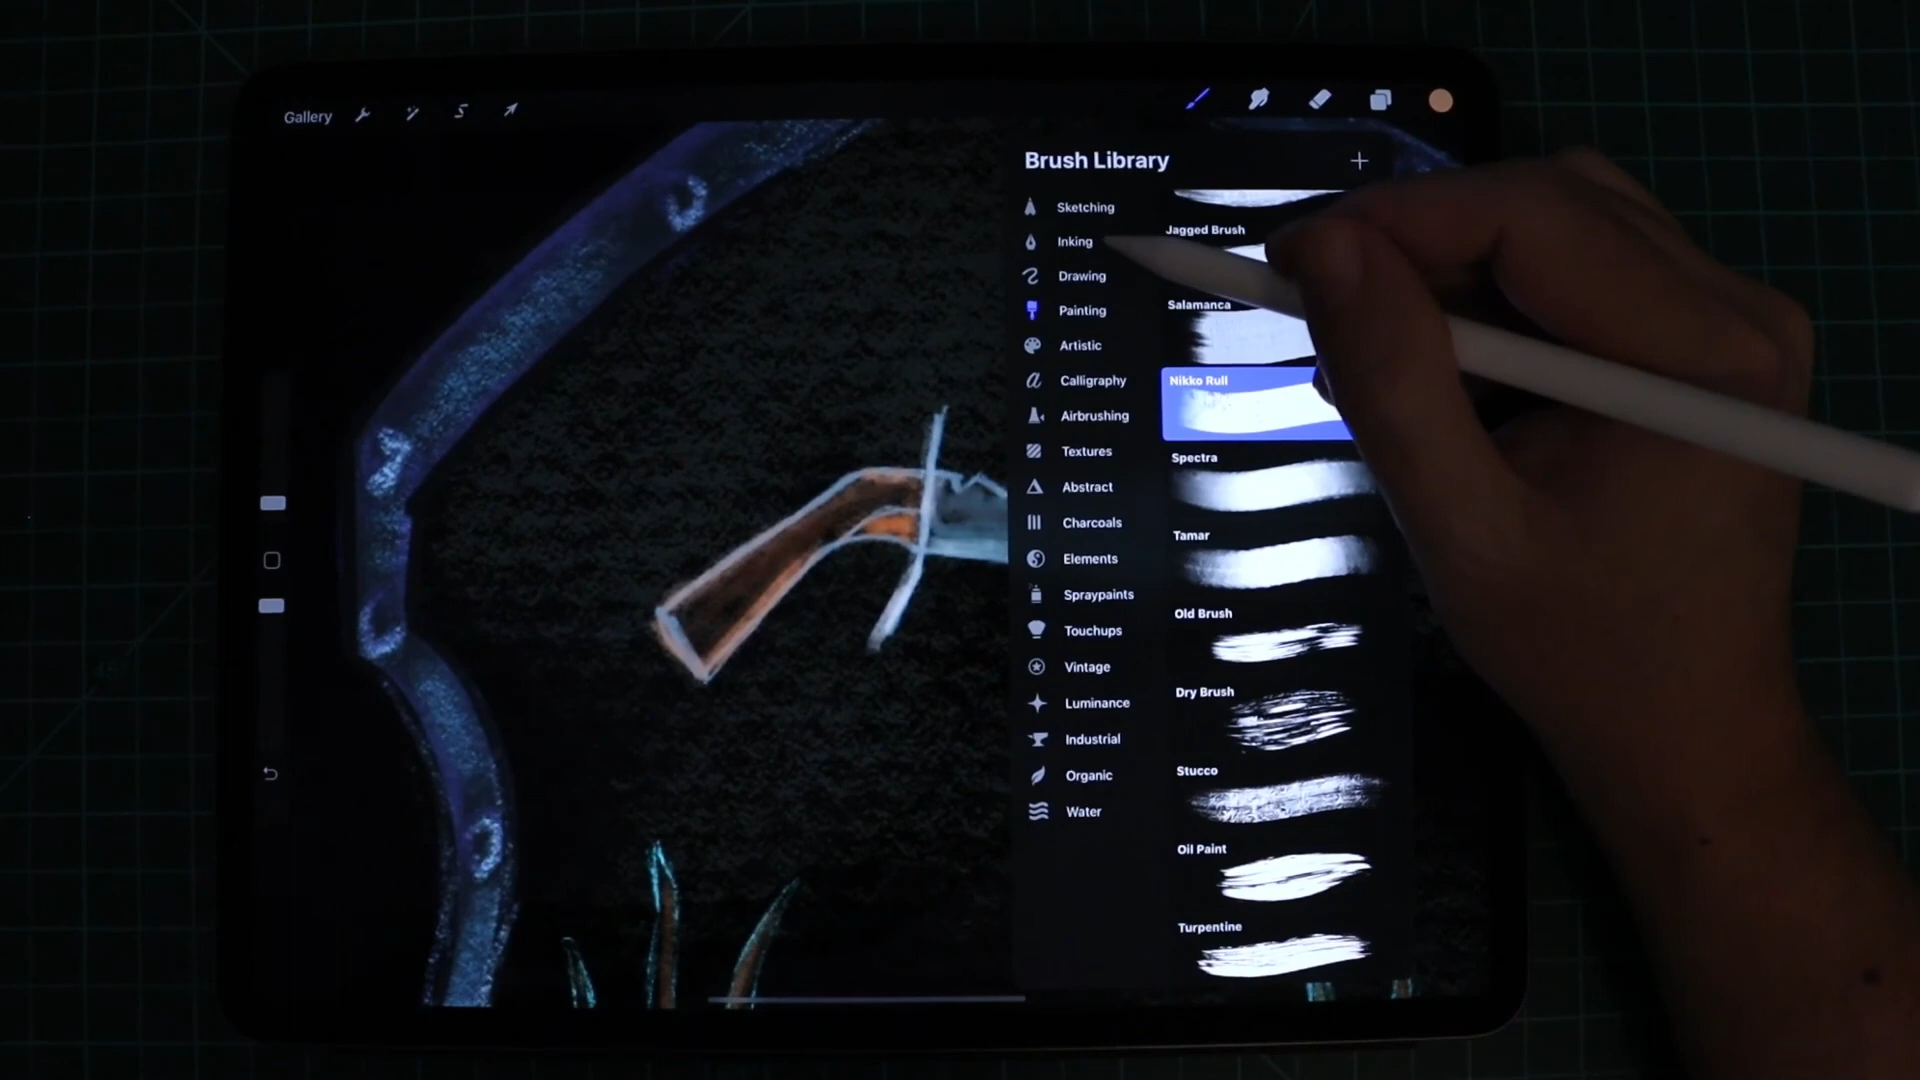 Gallery
Brush Library
Sketching
Inking
Drawing
Painting
Artistic
Calligraphy
Airbrushing
Textures
Abstract
Charcoals
Elements
Spraypaints
Touchups
Vintage
Luminance
Industrial
Organic
Water
Jagged Brush
Salamanca
Nikko Rull
Spectra
Tamar
Old Brush
Dry Brush
Stucco
Oil Paint
Turpentine